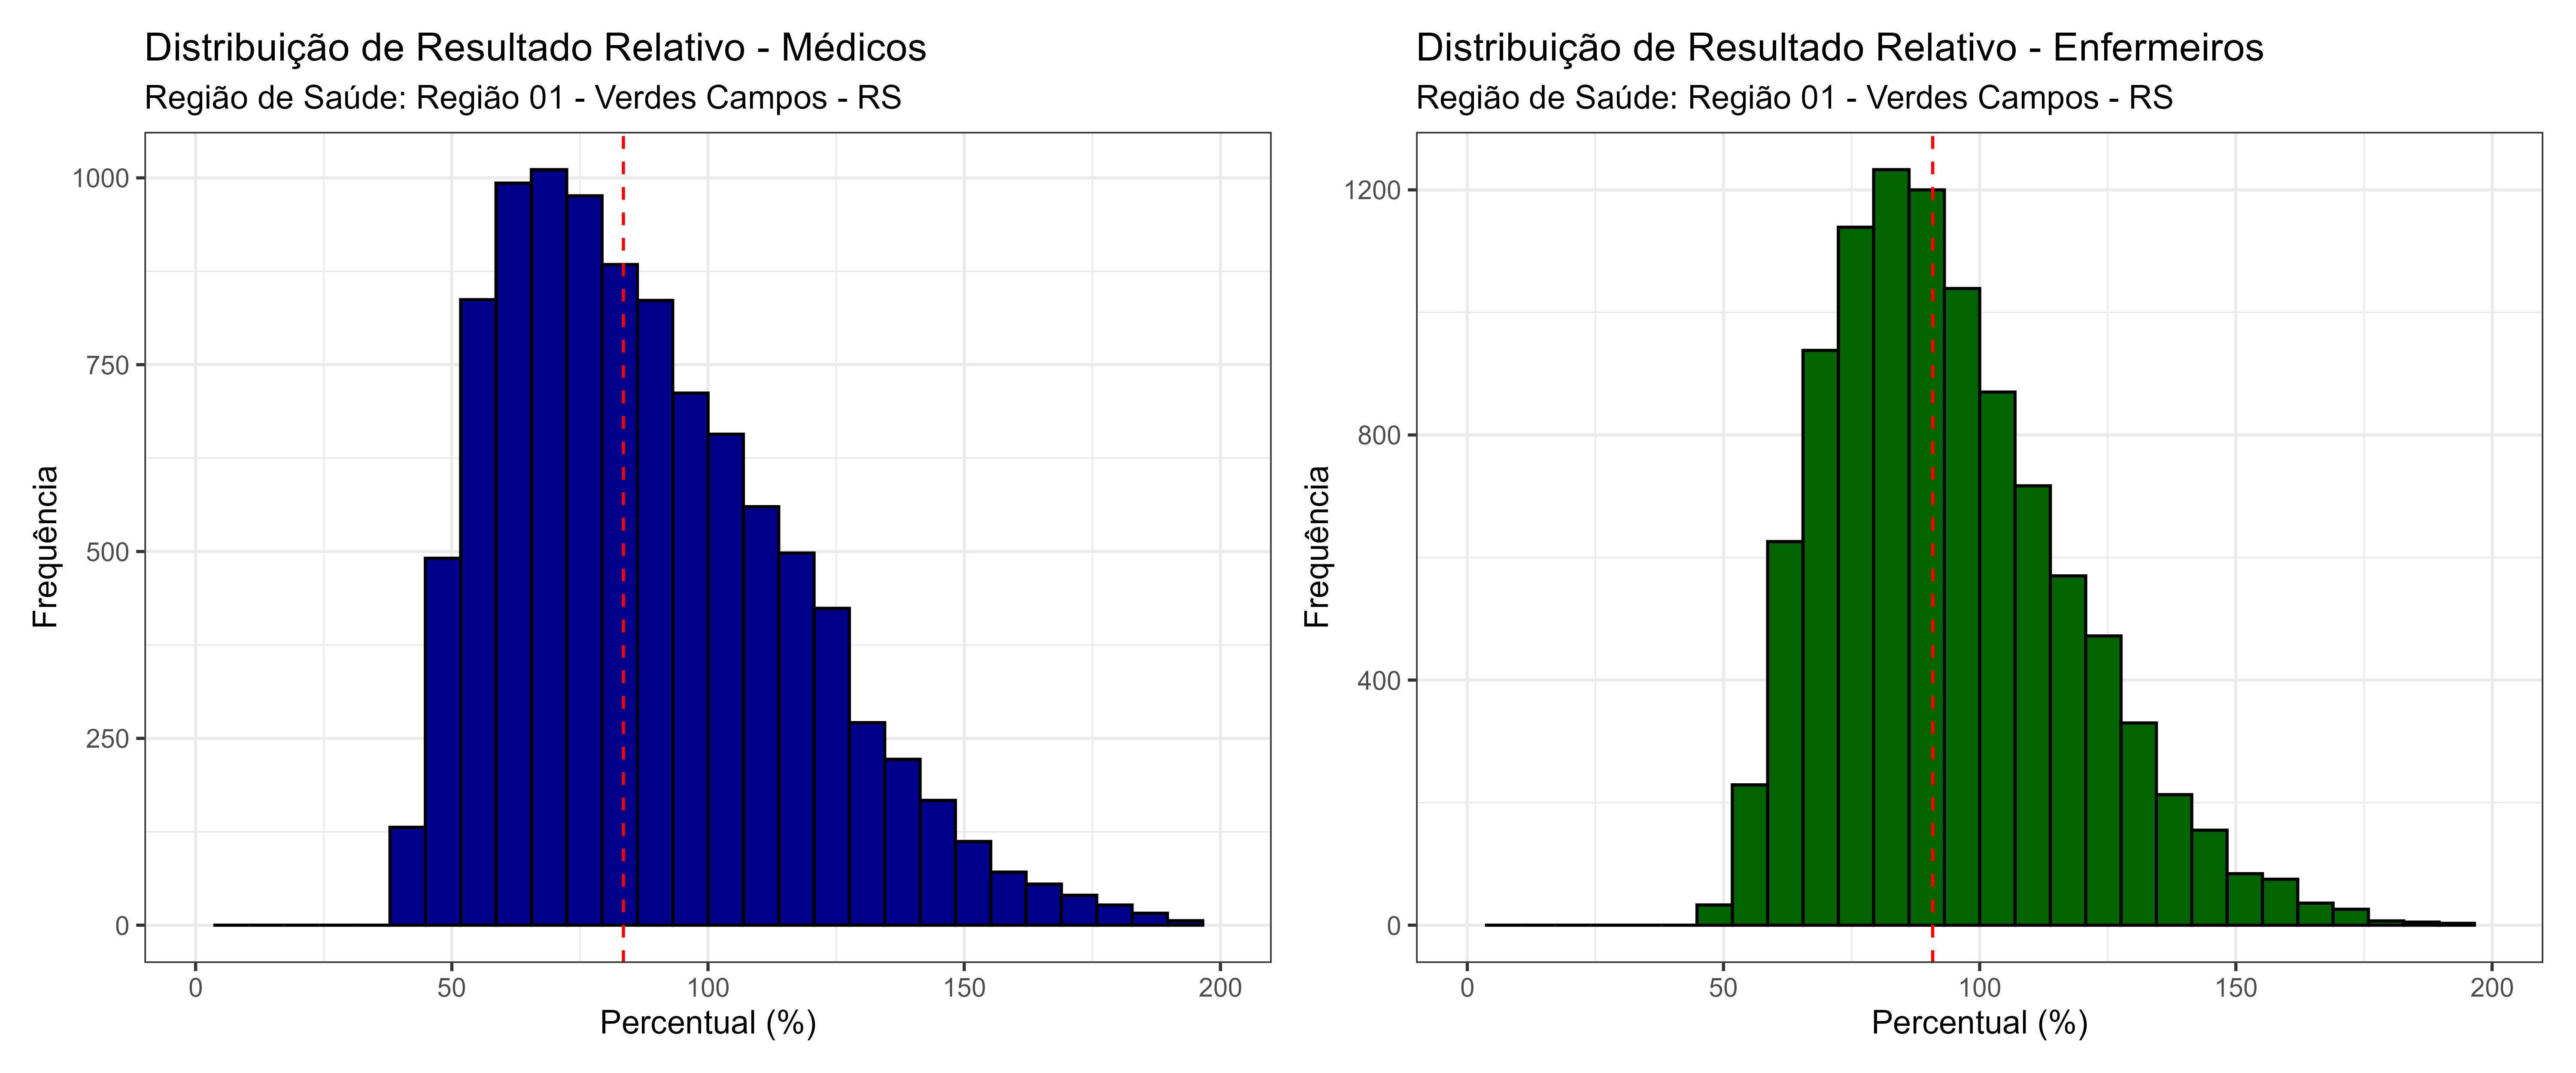 Distribuição de Resultado Relativo - Médicos
Região de Saúde: Região 01 - Verdes Campos - RS
1000
750
500
250
0
Frequência
0 50 100 150 200
Percentual (%)
Distribuição de Resultado Relativo - Enfermeiros
Região de Saúde: Região 01 - Verdes Campos - RS
1200
800
400
0
Frequência
0 50 100 150 200
Percentual (%)